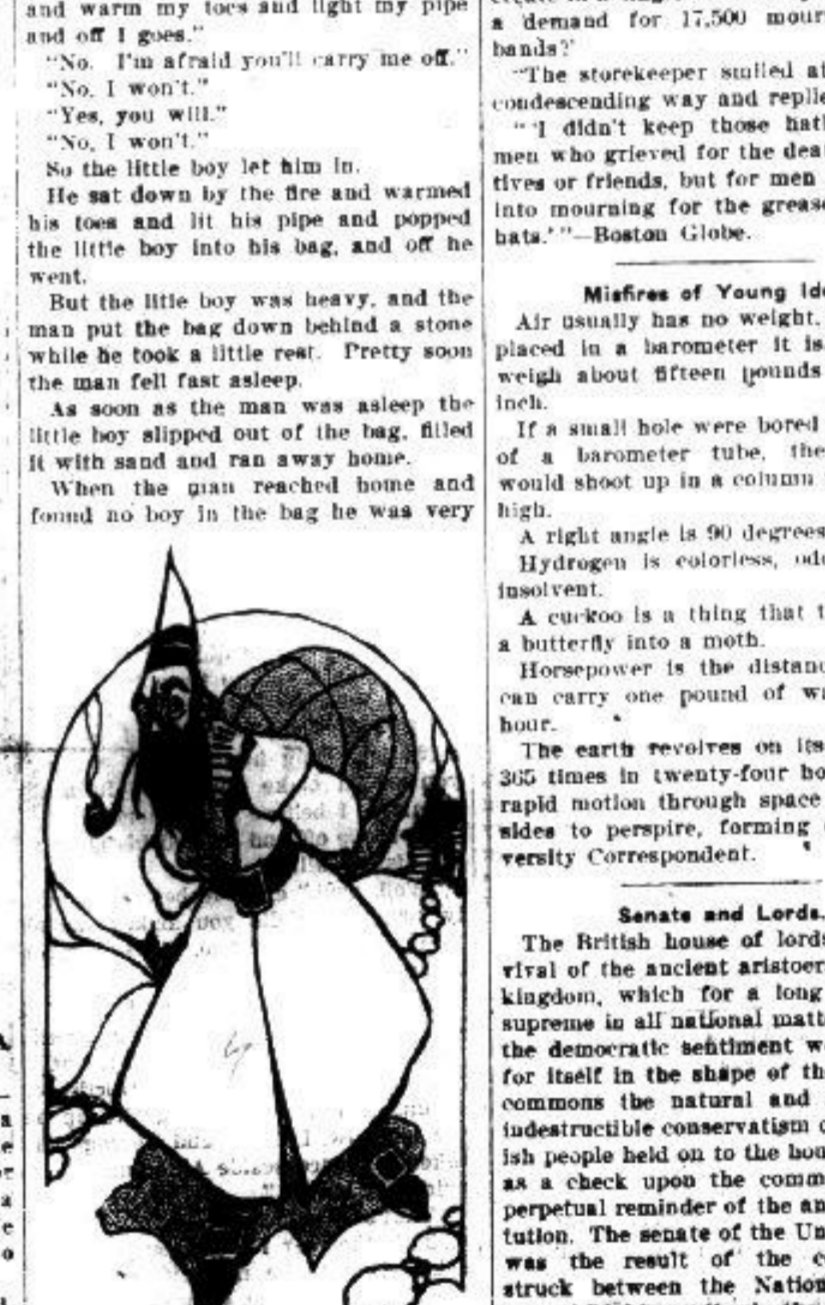 and warm my toes and light my pipe
and off I goes."
"No. I'm afraid you'll carry me off."
"No, I won't."
"Yes, you will."
"No, I won't."
So the little boy let him in.
He sat down by the fire and warmed
his toes and lit his pipe and popped
the little boy into his bag, and off he
went.
But the litle boy was heavy, and the
man put the bag down behind a stone
while he took a little rest. Pretty soon
the man fell fast asleep.
As soon as the man was asleep the
little boy slipped out of the bag, filled
it with sand and ran away home.
When the man reached home and
found no boy in the bag he was very
a demand for 17,500 mour
bands?'
"The storekeeper smiled at
condescending way and replie
"'I didn't keep those hat
men who grieved for the dea
tives or friends, but for men
into mourning for the grease
hats.'"—Boston Globe.
Misfires of Young Ide
Air usually has no weight,
placed in a barometer it is
weigh about fifteen pounds
inch.
If a small hole were bored
of a barometer tube, the
would shoot up in a column
high.
A right angle is 90 degrees
Hydrogen is colorless, odo
insolvent.
A cuckoo is a thing that t
a butterfly into a moth.
Horsepower is the distanc
can carry one pound of wa
hour.
The earth revolves on its
365 times in twenty-four ho
rapid motion through space
sides to perspire, forming
versity Correspondent.
Senate and Lords.
The British house of lords
vival of the ancient aristocr
kingdom, which for a long
supreme in all national matt
the democratic sentiment w
for itself in the shape of th
commons the natural and
indestructible conservatism o
ish people held on to the hou
as a check upon the comm
perpetual reminder of the an
tution. The senate of the Un
was the result of the c
struck between the Nation